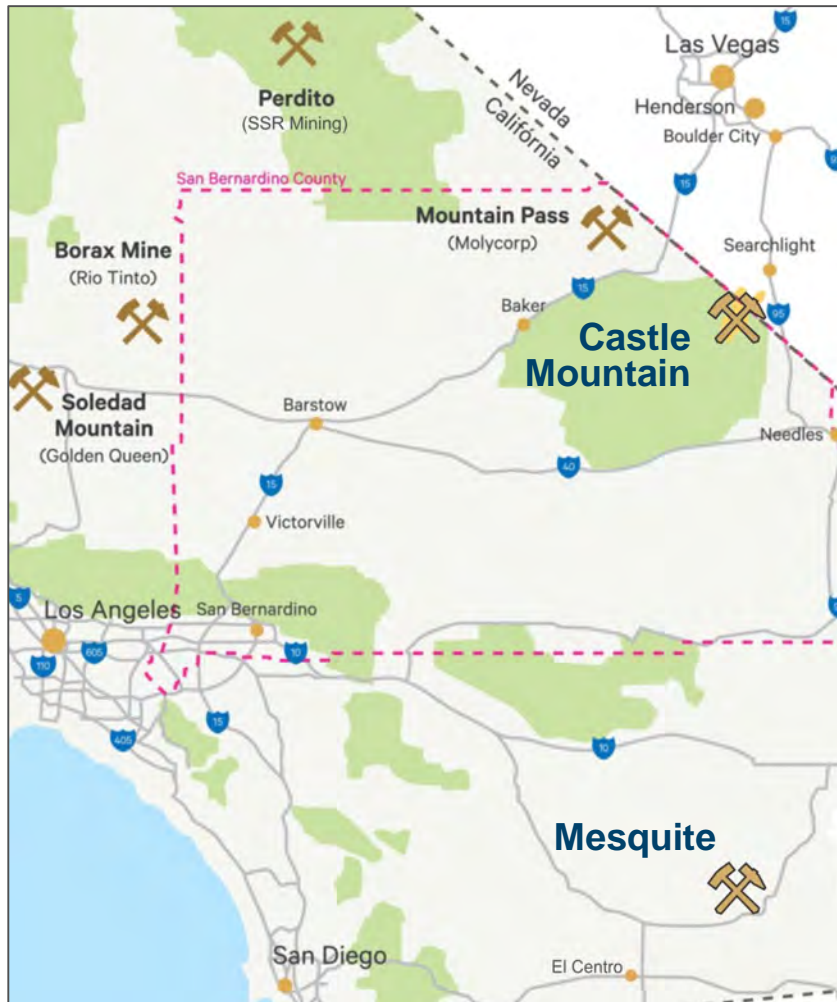 15
Las Vegas
Nevada
Califórnia
Perdito
(SSR Mining)
Henderson
Boulder City
15
San Bernardino County
Mountain Pass
(Molycorp)
Borax Mine
(Rio Tinto)
Searchlight
15
Baker
95
Castle
Mountain
Soledad
Mountain
(Golden Queen)
Barstow
Needles
40
15
Victorville
5
Los Angeles
San Bernardino
605
10
110
15
405
10
Mesquite
San Diego
El Centro